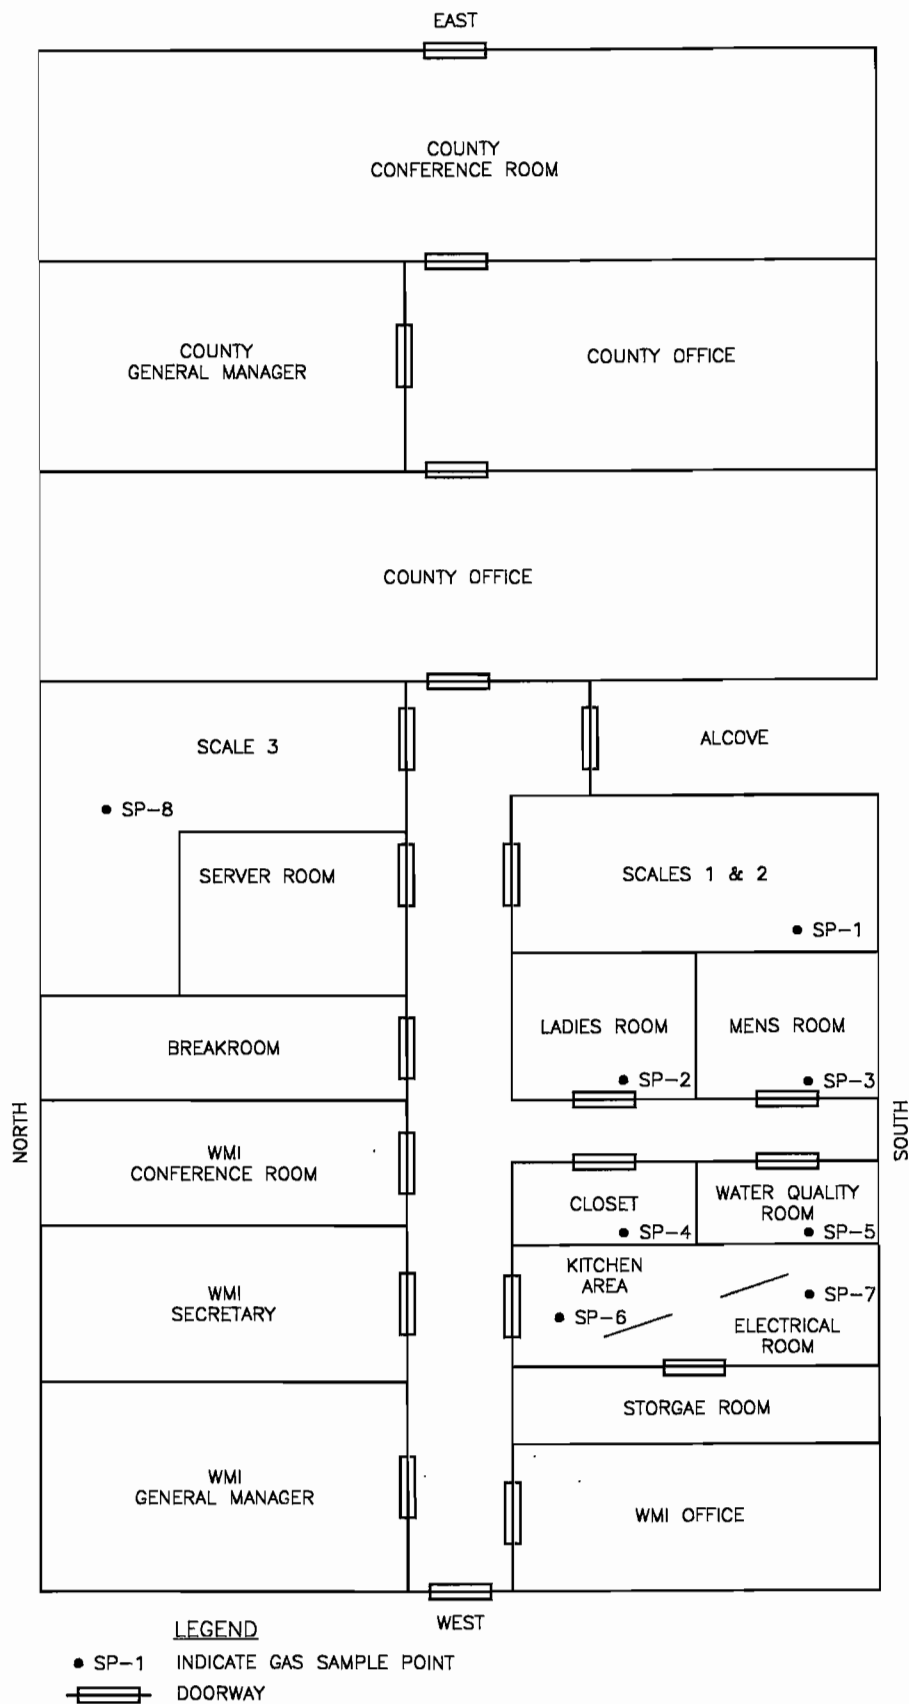 EAST
COUNTY
CONFERENCE ROOM
COUNTY
GENERAL MANAGER
COUNTY OFFICE
COUNTY OFFICE
SCALE 3
ALCOVE
SP-8
SERVER ROOM
SCALES 1 & 2
SP-1
LADIES ROOM
MENS ROOM
BREAKROOM
SP-2
SP-3
NORTH
SOUTH
WMI
CONFERENCE ROOM
CLOSET
WATER QUALITY
ROOM
SP-4
SP-5
KITCHEN
AREA
WMI
SECRETARY
SP-6
SP-7
ELECTRICAL
ROOM
STORGAE ROOM
WMI
GENERAL MANAGER
WMI OFFICE
WEST
LEGEND
SP-1 INDICATE GAS SAMPLE POINT
DOORWAY